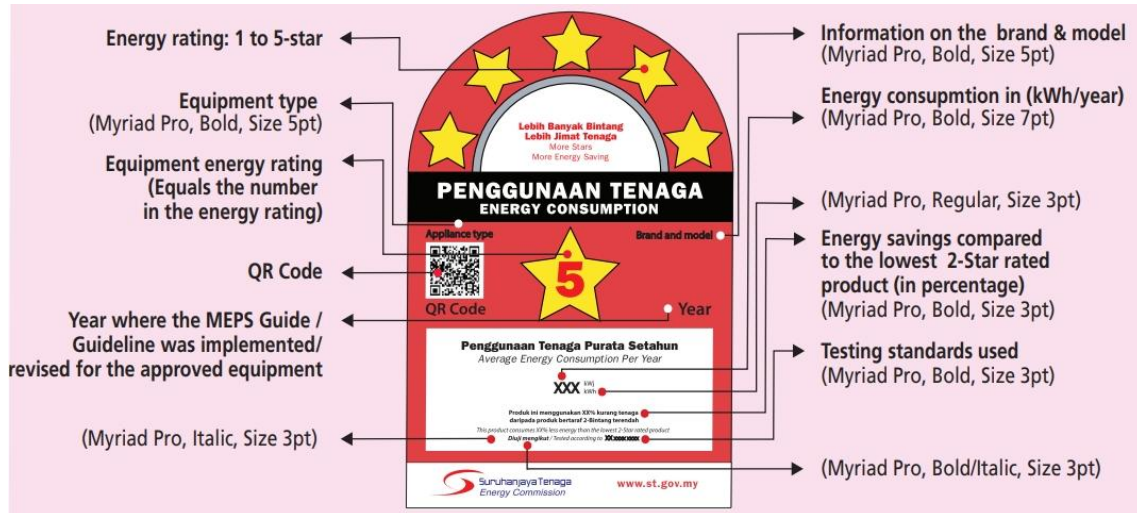 Energy rating: 1 to 5-star
Equipment type
(Myriad Pro, Bold, Size 5pt)
Equipment energy rating
(Equals the number
in the energy rating)
QR Code
Year where the MEPS Guide /
Guideline was implemented/
revised for the approved equipment
(Myriad Pro, Italic, Size 3pt)
Lebih Banyak Bintang
Lebih Jimat Tenaga
More Stars
More Energy Saving
PENGGUNAAN TENAGA
ENERGY CONSUMPTION
Appliance type
Brand and model
5
QR Code
Year
Penggunaan Tenaga Purata Setahun
Average Energy Consumption Per Year
XXX kWj
kWh
Produk ini menggunakan XX% kurang tenaga
daripada produk bertaraf 2-Bintang terendah
This product consumes XX% less energy than the lowest 2-Star rated product
Diuji mengikut / Tested according to
Suruhanjaya Tenaga
Energy Commission
www.st.gov.my
Information on the brand & model
(Myriad Pro, Bold, Size 5pt)
Energy consupmtion in (kWh/year)
(Myriad Pro, Bold, Size 7pt)
(Myriad Pro, Regular, Size 3pt)
Energy savings compared
to the lowest 2-Star rated
product (in percentage)
(Myriad Pro, Bold, Size 3pt)
Testing standards used
(Myriad Pro, Bold, Size 3pt)
(Myriad Pro, Bold/Italic, Size 3pt)